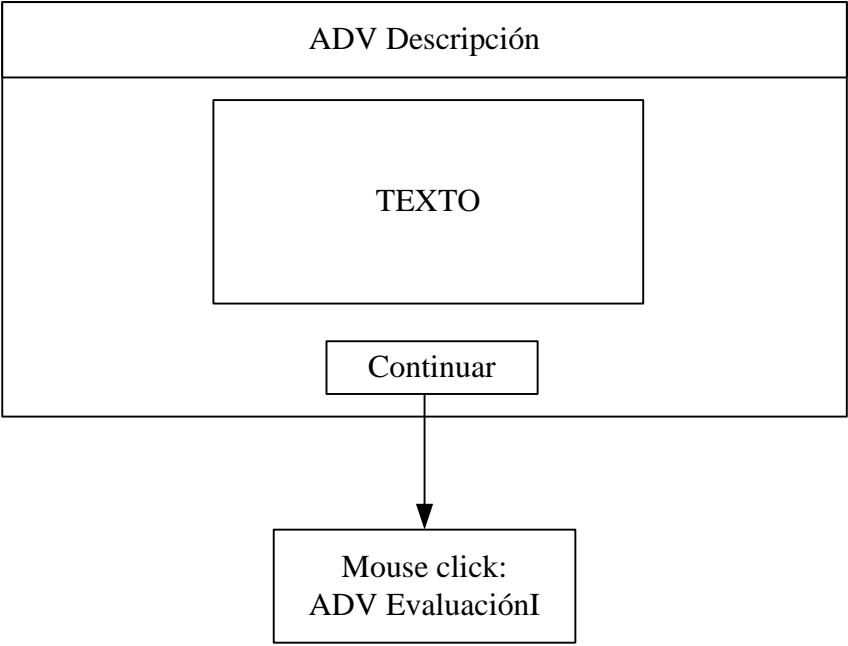 ADV Descripción
TEXTO
Continuar
Mouse click:
ADV EvaluaciónI